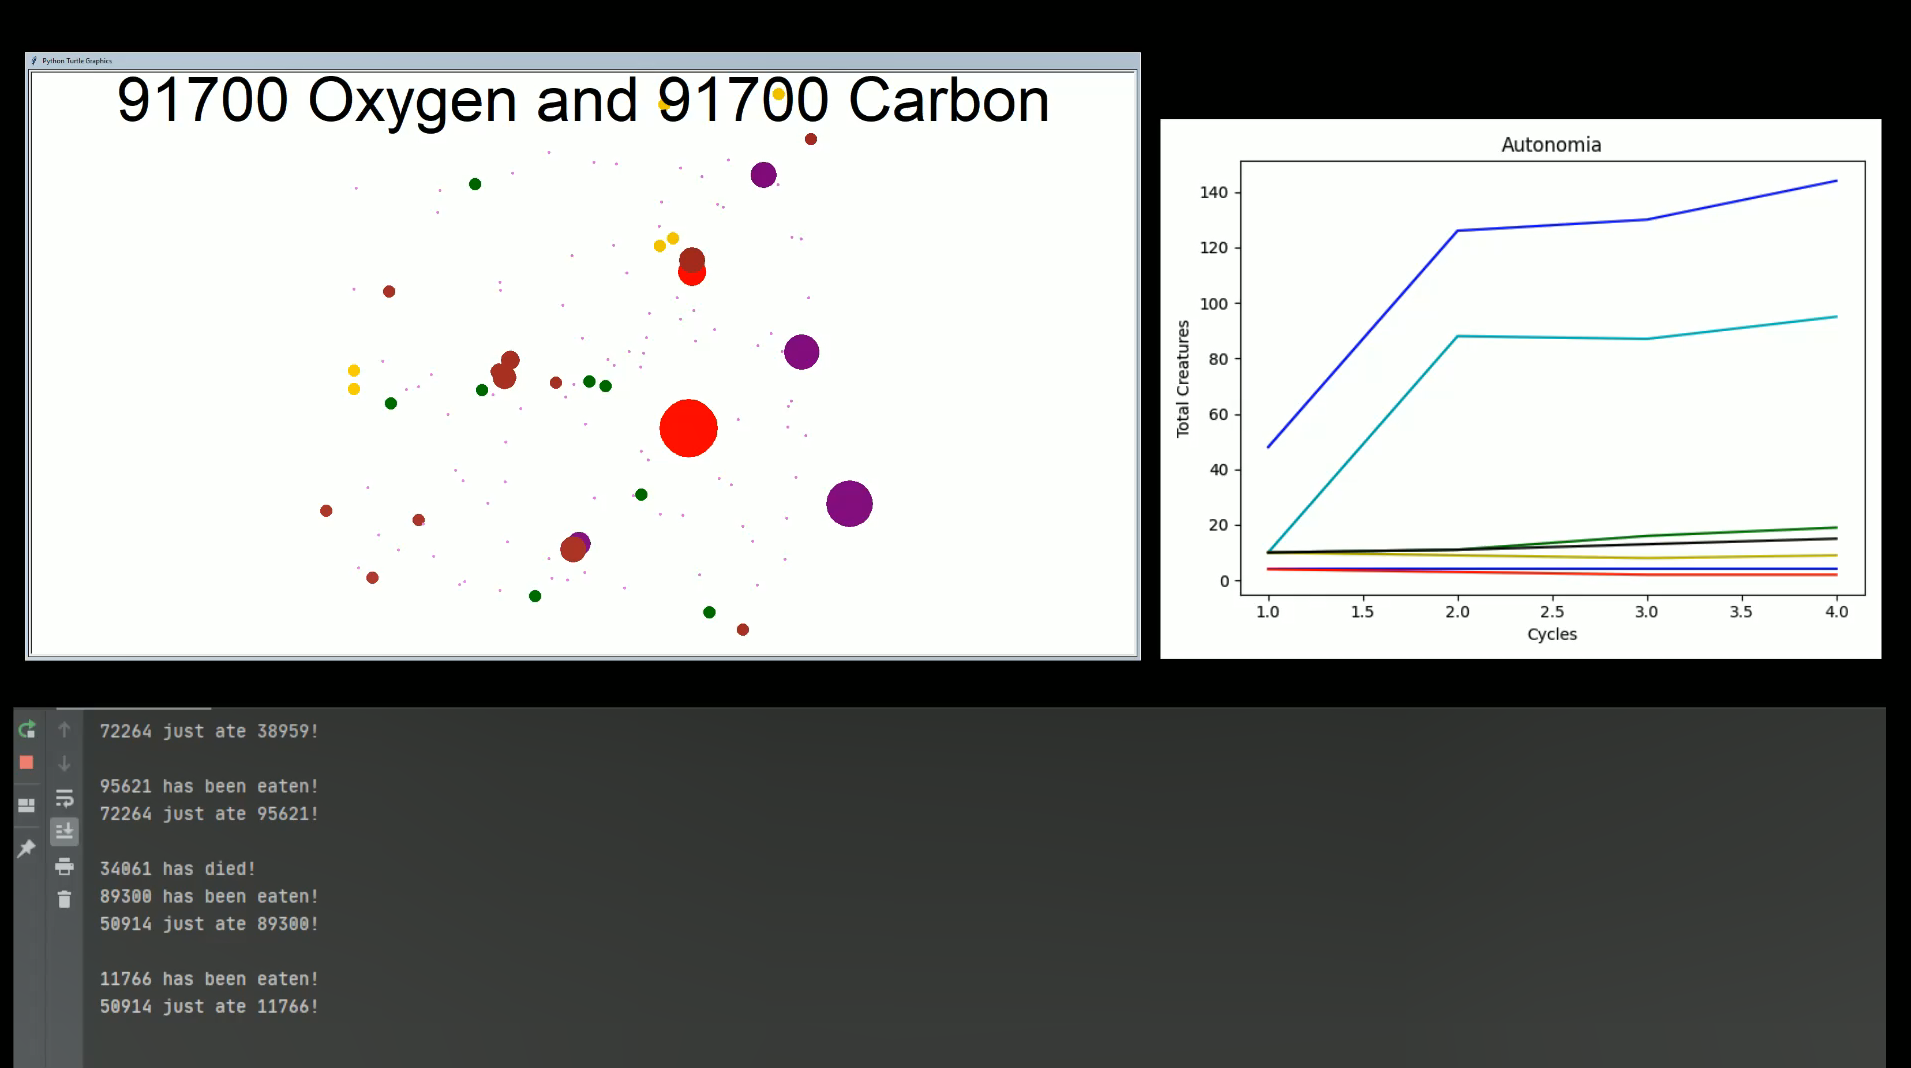 Python Turtle Graphics
91700 Oxygen and 91700 Carbon
Autonomia
Total Creatures
140
120
100
80
60
40
20
0
1.0 1.5 2.0 2.5 3.0 3.5 4.0
Cycles
72264 just ate 38959!
95621 has been eaten!
72264 just ate 95621!
34061 has died!
89300 has been eaten!
50914 just ate 89300!
11766 has been eaten!
50914 just ate 11766!